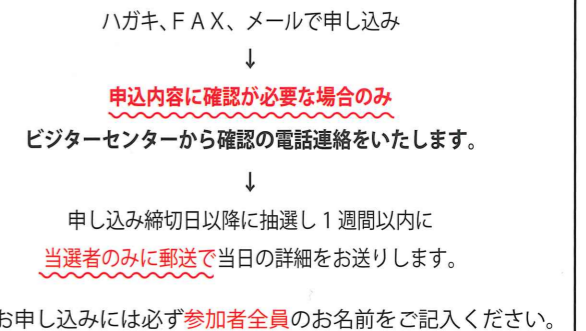 ハガキ、ＦＡＸ、メールで申し込み
↓
申込内容に確認が必要な場合のみ
ビジターセンターから確認の電話連絡をいたします。
↓
申し込み締切日以降に抽選し１週間以内に
当選者のみに郵送で当日の詳細をお送りします。
お申し込みには必ず参加者全員のお名前をご記入ください。